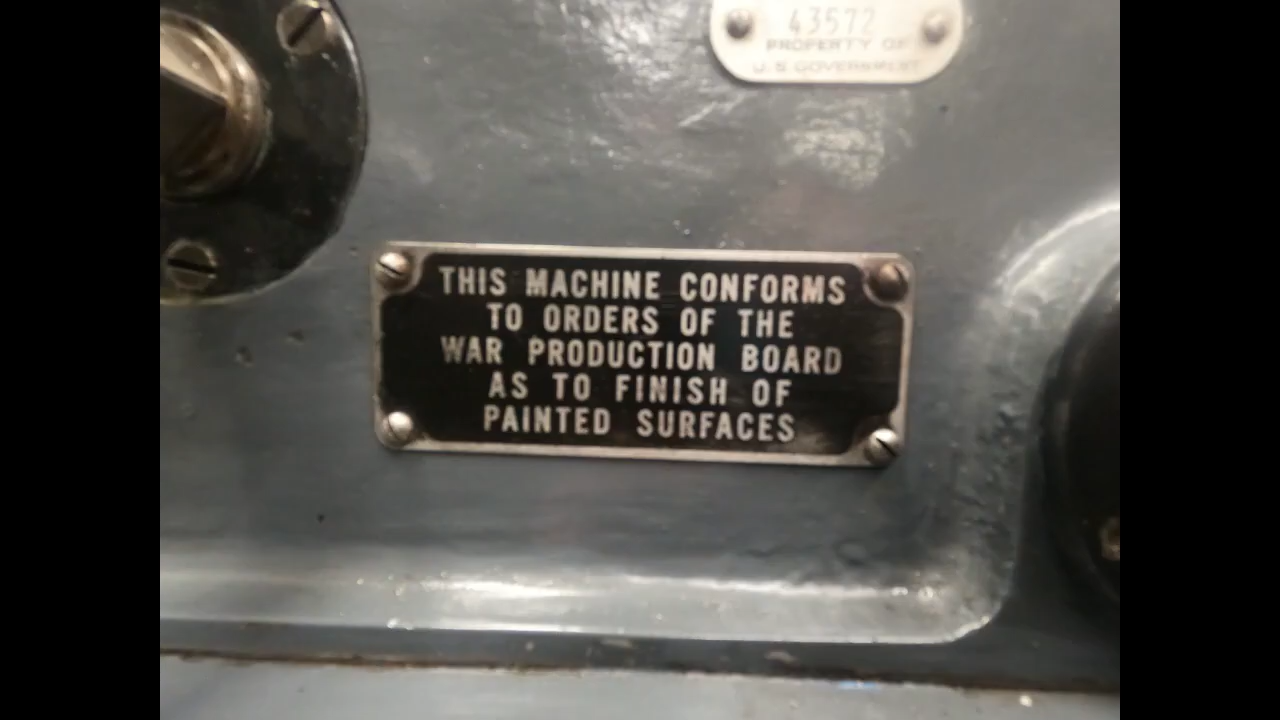 43572
PROPERTY OF
U.S GOVERNMENT
THIS MACHINE CONFORMS
TO ORDERS OF THE
WAR PRODUCTION BOARD
AS TO FINISH OF
PAINTED SURFACES